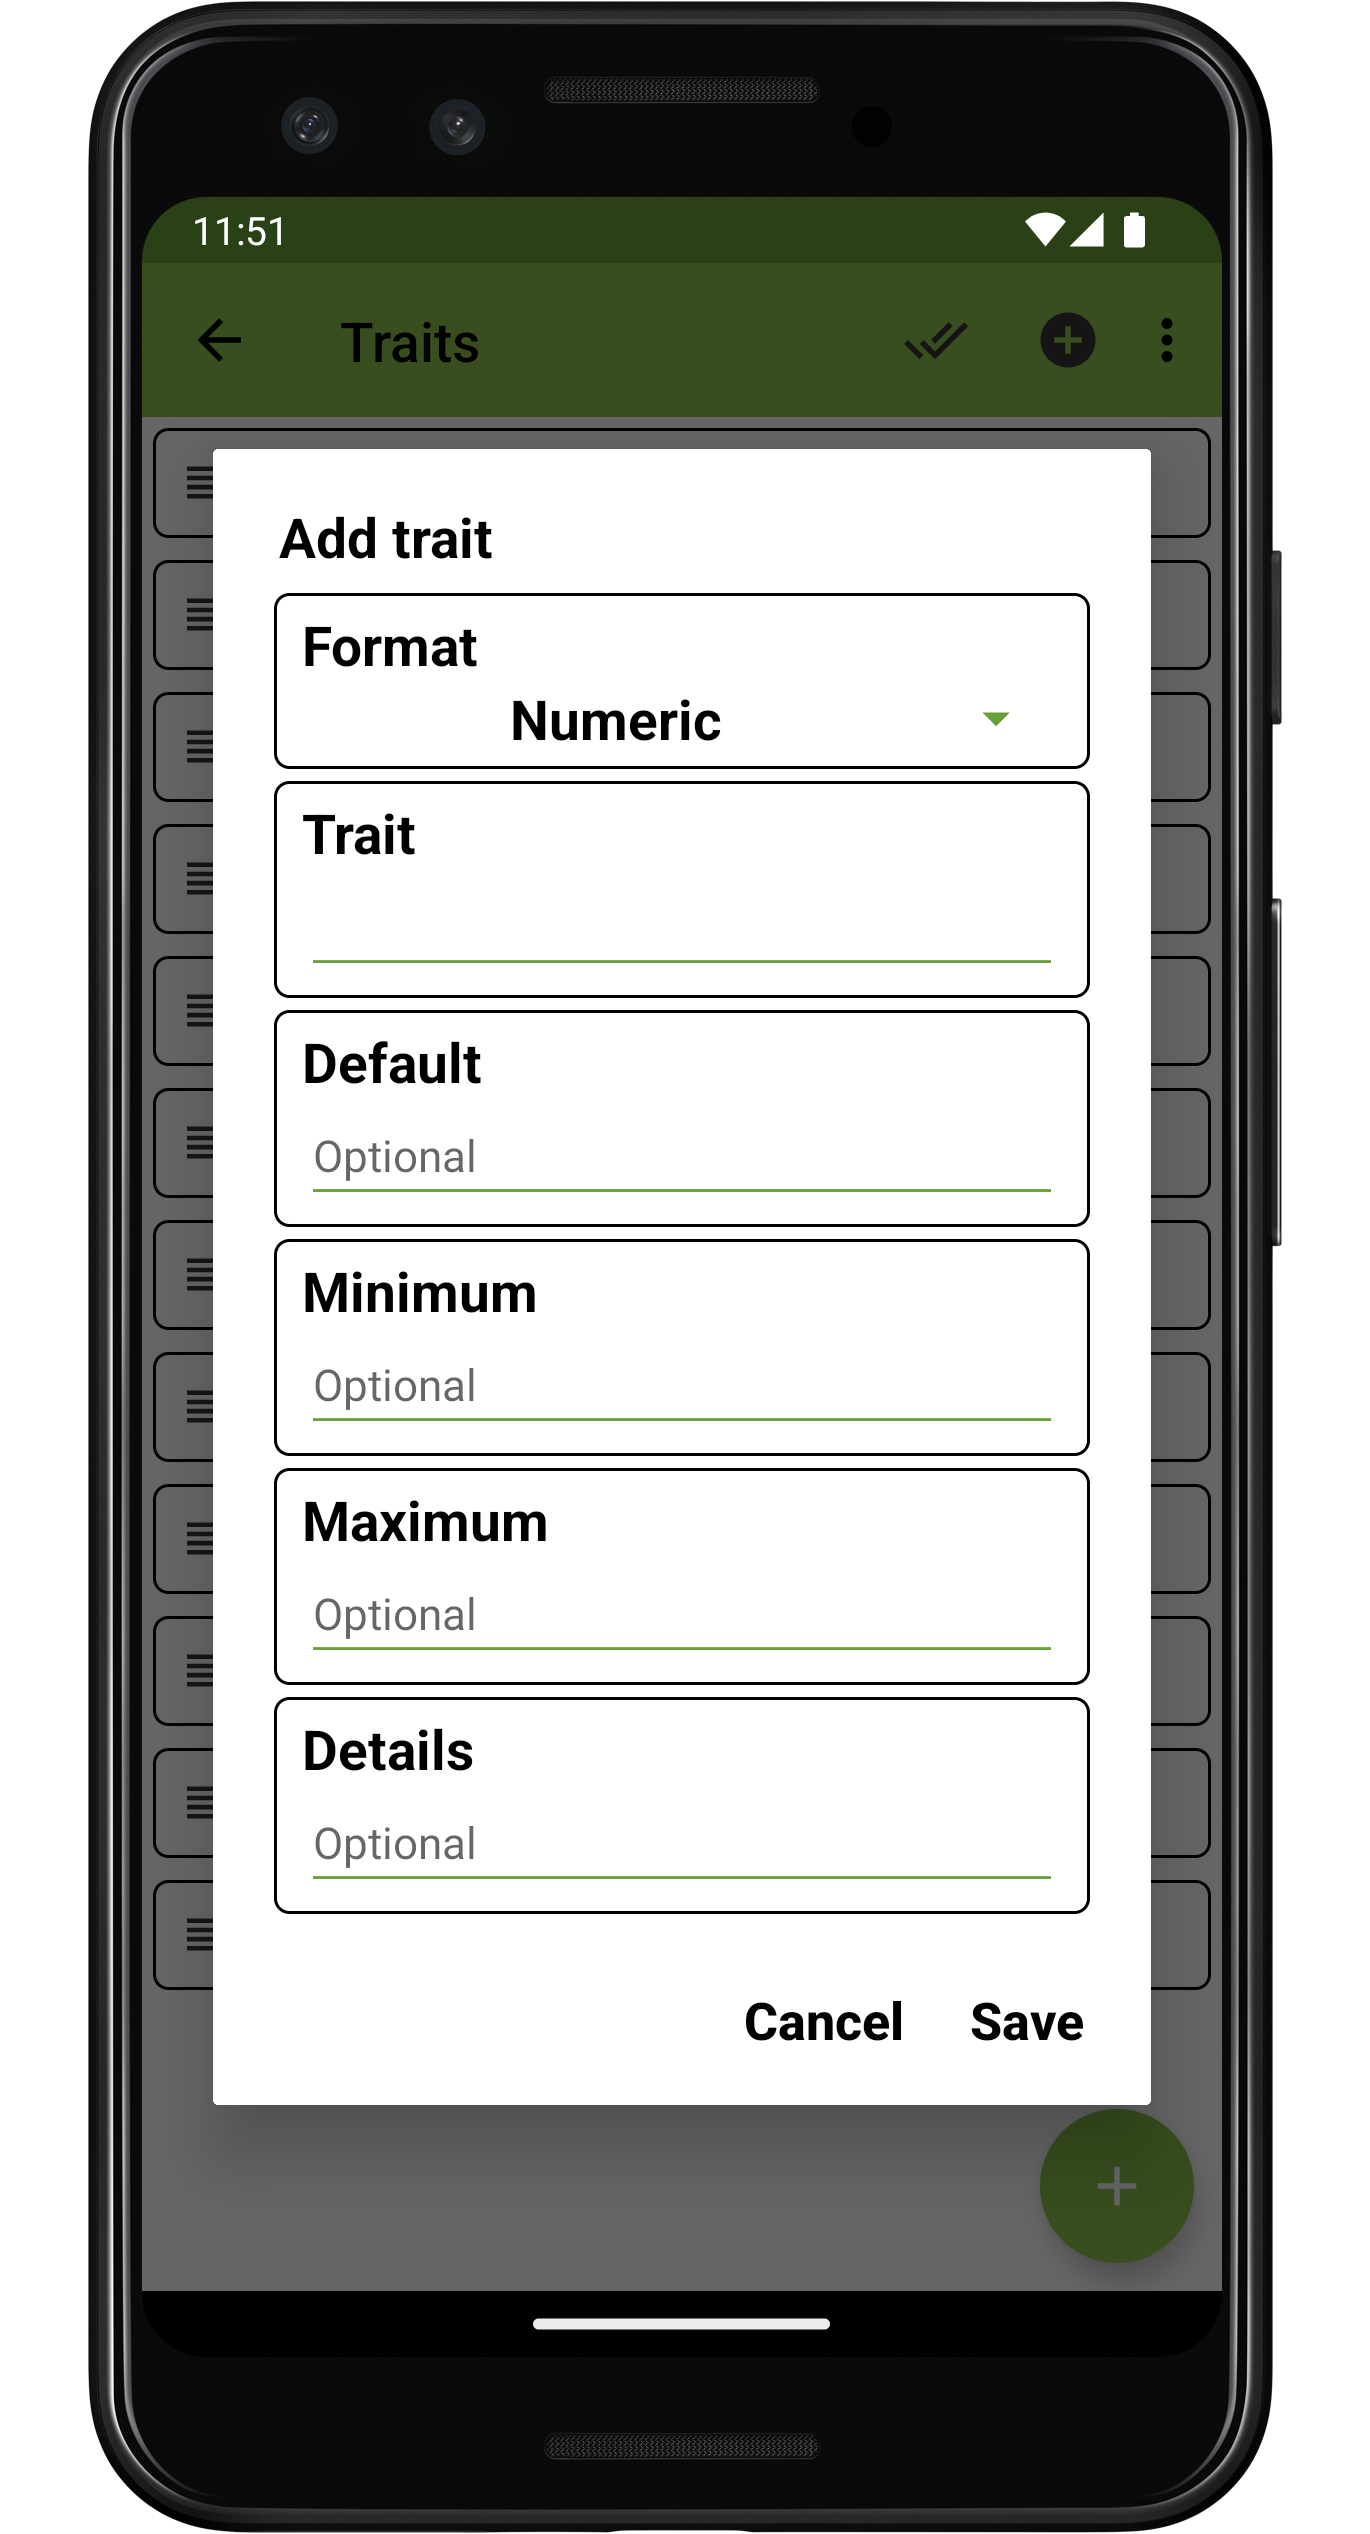 11:51
Traits
Add trait
Format
Numeric
Trait
Default
Optional
Minimum
Optional
Maximum
Optional
Details
Optional
Cancel Save